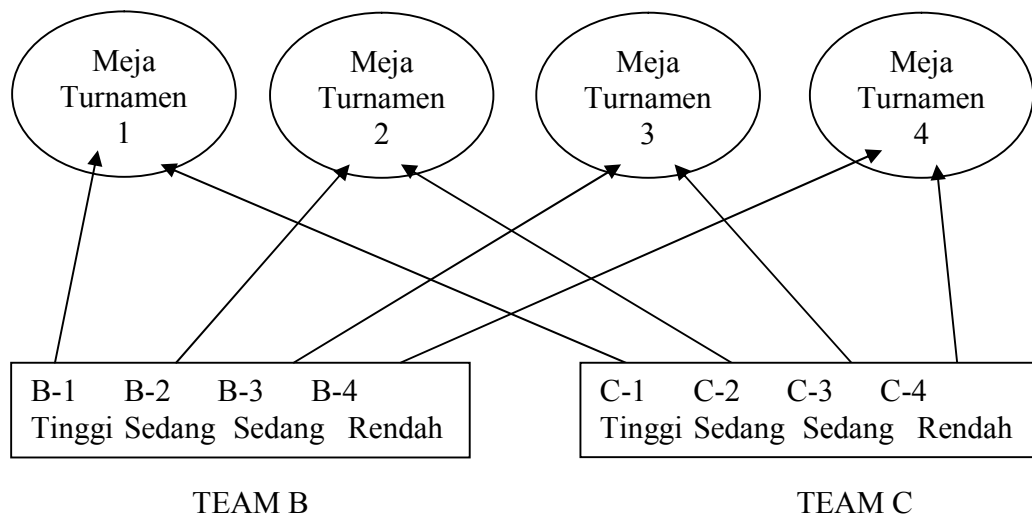 Meja
Turnamen
1
Meja
Turnamen
2
Meja
Turnamen
3
Meja
Turnamen
4
B-1 B-2 B-3 B-4
Tinggi Sedang Sedang Rendah
TEAM B
C-1 C-2 C-3 C-4
Tinggi Sedang Sedang Rendah
TEAM C